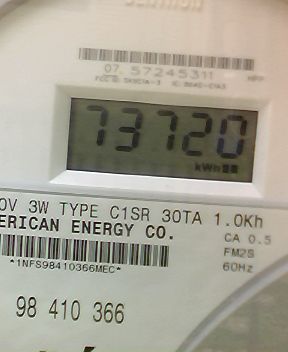 07 57245311
73720
kWh
0V 3W TYPE C1SR 30TA 1.0Kh
ERICAN ENERGY CO.
CA 0.5
FM2S
60Hz
*1NFS98410366MEC*
98 410 366